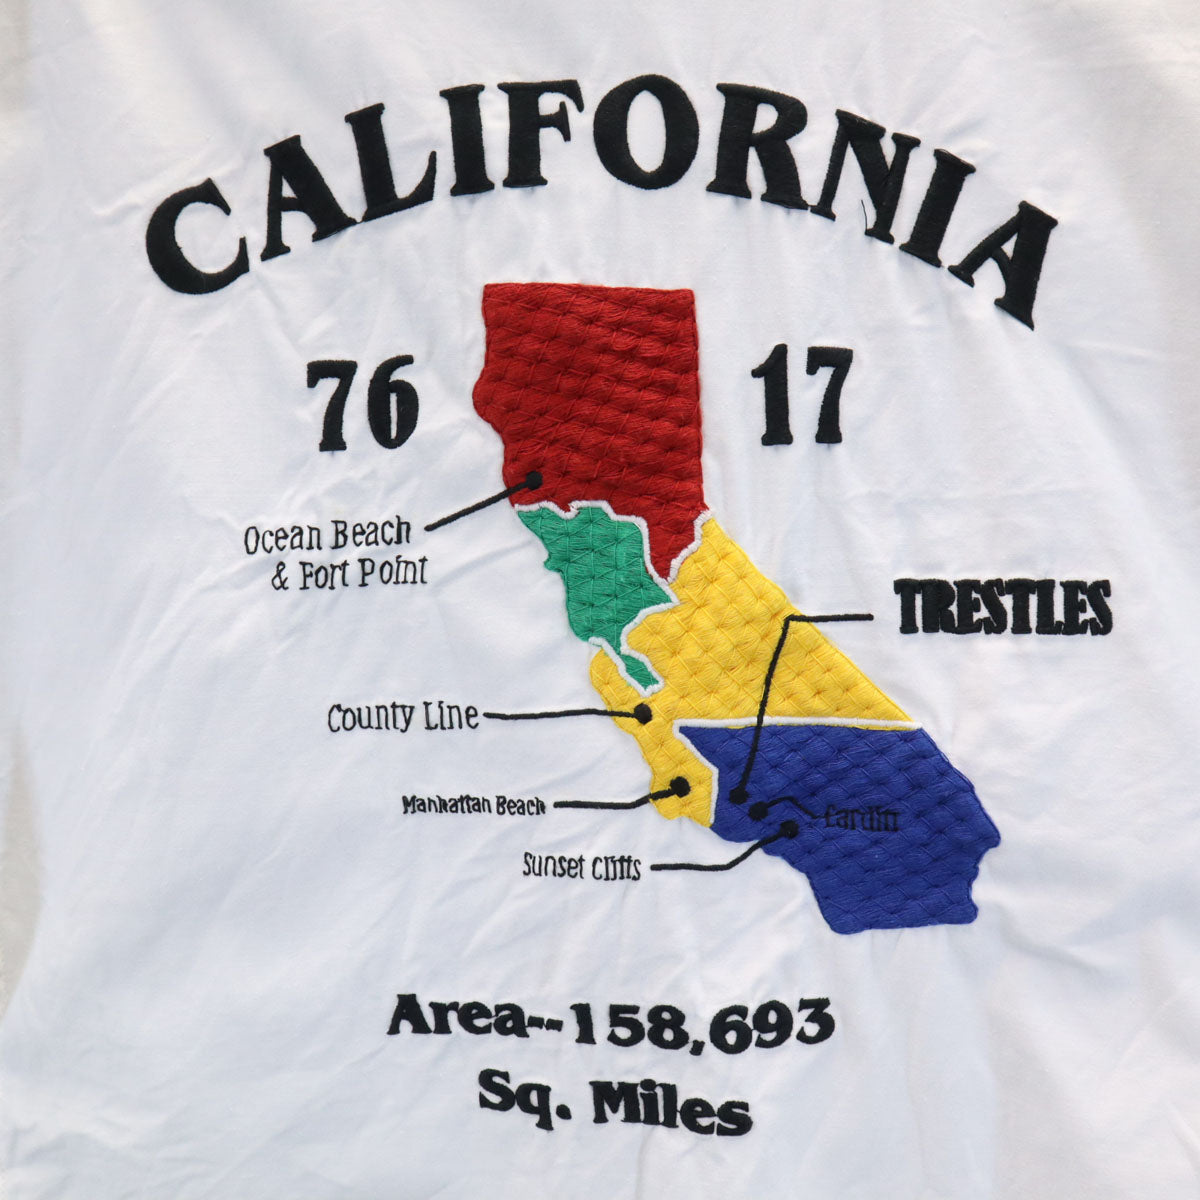 CALIFORNIA
76 17
Ocean Beach
& Fort Point
TRESTLES
County Line
Manhattan Beach
Sunset Cliffs
Area--158,693
Sq. Miles